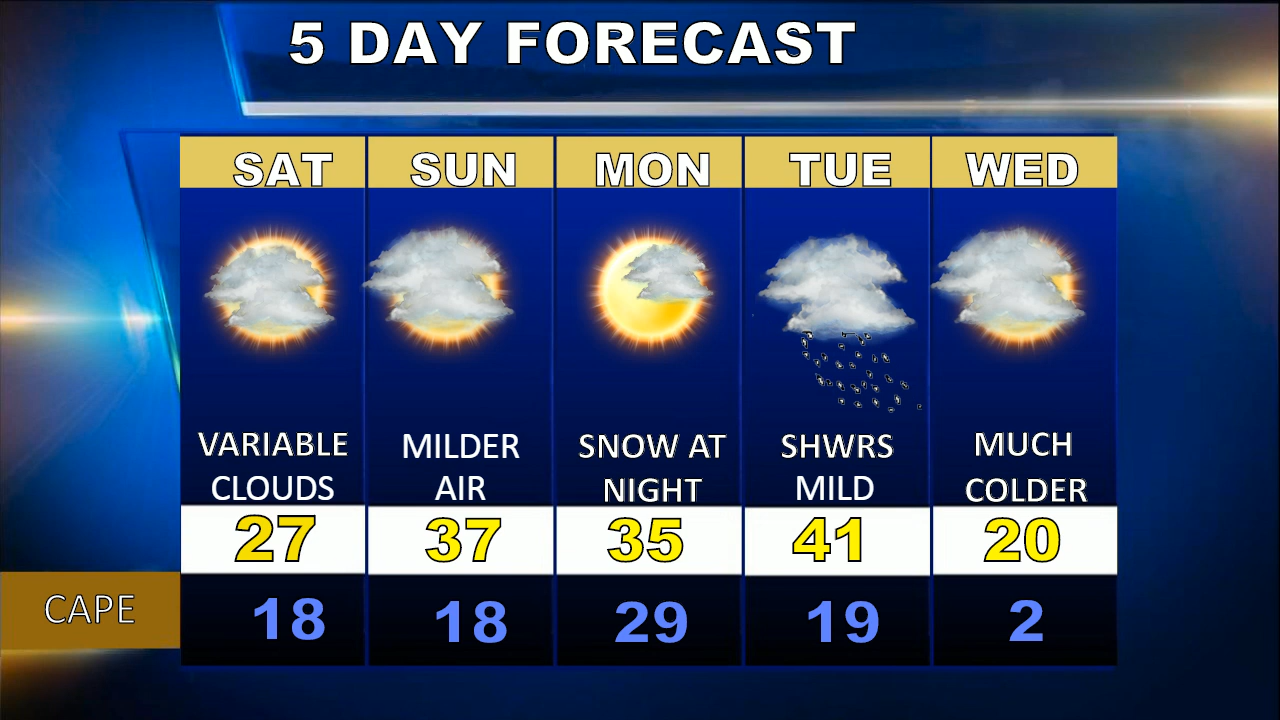 5 DAY FORECAST
SAT SUN MON TUE WED
VARIABLE MILDER SNOW AT SHWRS MUCH
CLOUDS AIR NIGHT MILD COLDER
27 37 35 41 20
CAPE 18 18 29 19 2